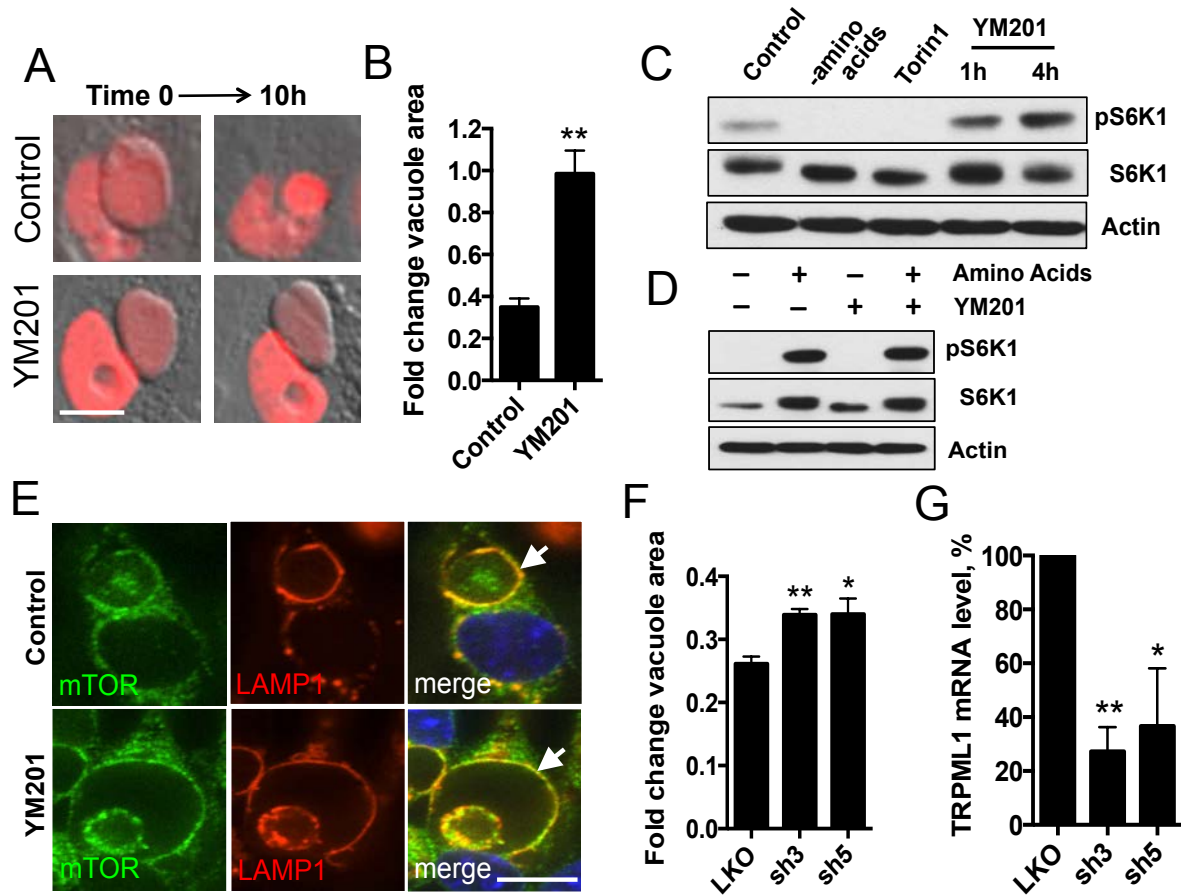 A
Time 0 → 10h
Control
YM201
B
Fold change vacuole area
1.2
1.0
0.8
0.6
0.4
0.2
0.0
**
Control
YM201
C
Control
-amino
acids
Torin1
YM201
1h 4h
pS6K1
S6K1
Actin
D
– + – + Amino Acids
– – + + YM201
pS6K1
S6K1
Actin
E
Control
mTOR
LAMP1
merge
YM201
mTOR
LAMP1
merge
F
Fold change vacuole area
0.4
0.3
0.2
0.1
0.0
**
*
LKO
sh3
sh5
G
TRPML1 mRNA level, %
100
80
60
40
20
0
**
*
LKO
sh3
sh5